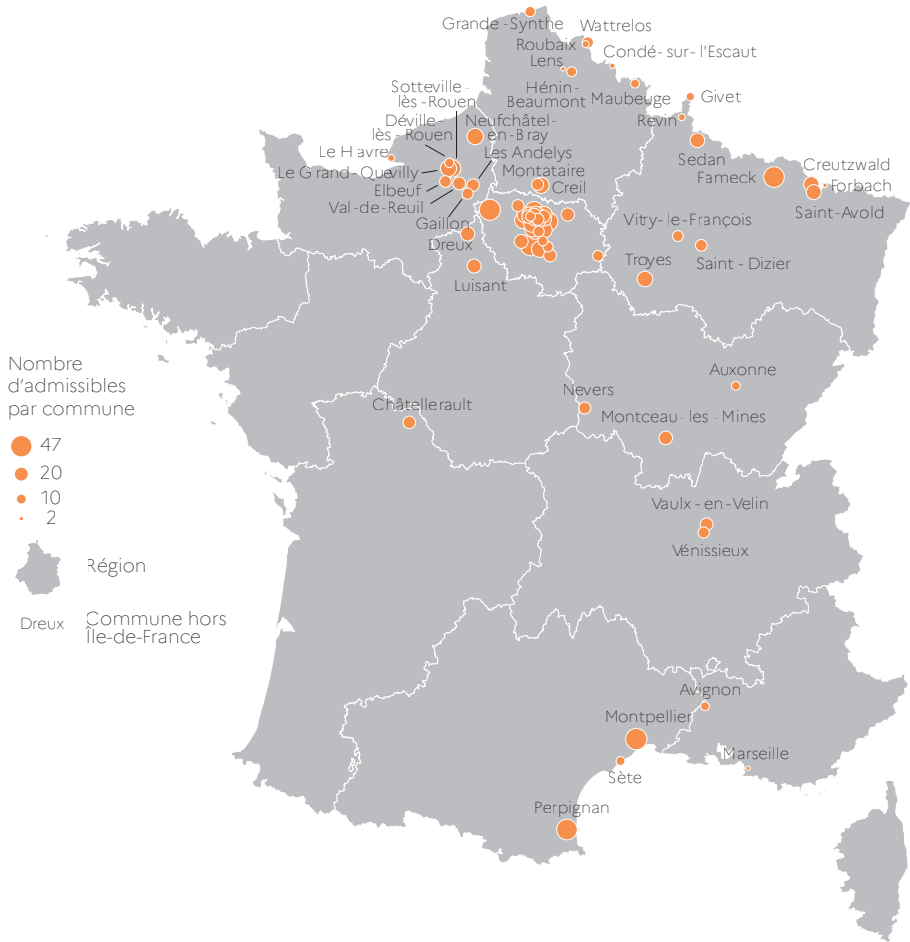 Grande-Synthe
Wattrelos
Roubaix
Condé-sur-l'Escaut
Lens
Hénin-
Beaumont
Maubeuge
Givet
Revin
Sotteville-
lès-Rouen
Déville-
lès-Rouen
Neufchâtel-
en-Bray
Le Havre
Les Andelys
Le Grand-Quevilly
Montataire
Elbeuf
Creil
Val-de-Reuil
Gaillon
Dreux
Luisant
Sedan
Fameck
Creutzwald
Forbach
Saint-Avold
Vitry-le-François
Saint-Dizier
Troyes
Nombre
d'admissibles
par commune
47
20
10
2
Région
Dreux
Commune hors
Île-de-France
Auxonne
Nevers
Châtellerault
Montceau-les-Mines
Vaulx-en-Velin
Vénissieux
Avignon
Montpellier
Marseille
Sète
Perpignan